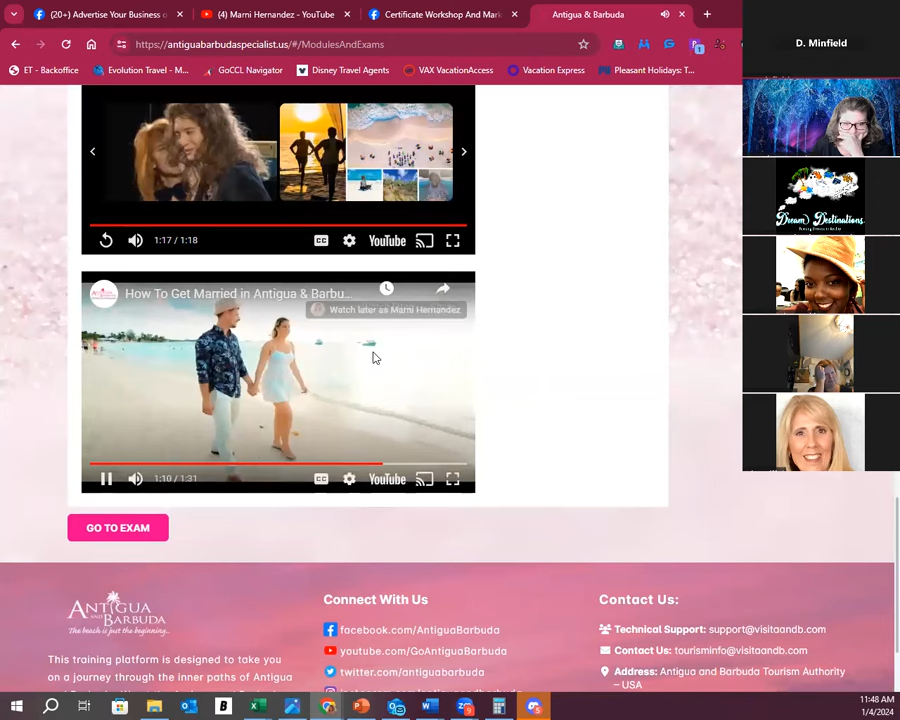 (20+) Advertise Your Business o
(4) Marni Hernandez - YouTube
Certificate Workshop And Mark
Antigua & Barbuda
https://antiguabarbudaspecialist.us/#/ModulesAndExams
ET - Backoffice
Evolution Travel - M...
GoCCL Navigator
Disney Travel Agents
VAX VacationAccess
Vacation Express
Pleasant Holidays: T...
D. Minfield
1:17 / 1:18
CC
YouTube
How To Get Married in Antigua & Barbu...
Watch later as Marni Hernandez
Dream Destinations
1:10 / 1:31
CC
YouTube
GO TO EXAM
ANTIGUA
AND BARBUDA
The beach is just the beginning...
This training platform is designed to take you
on a journey through the inner paths of Antigua
Connect With Us
facebook.com/AntiguaBarbuda
youtube.com/GoAntiguaBarbuda
twitter.com/antiguabarbuda
Contact Us:
Technical Support: support@visitaandb.com
Email Us: tourisminfo@visitaandb.com
Address: Antigua and Barbuda Tourism Authority
– USA
11:48 AM
1/4/2024